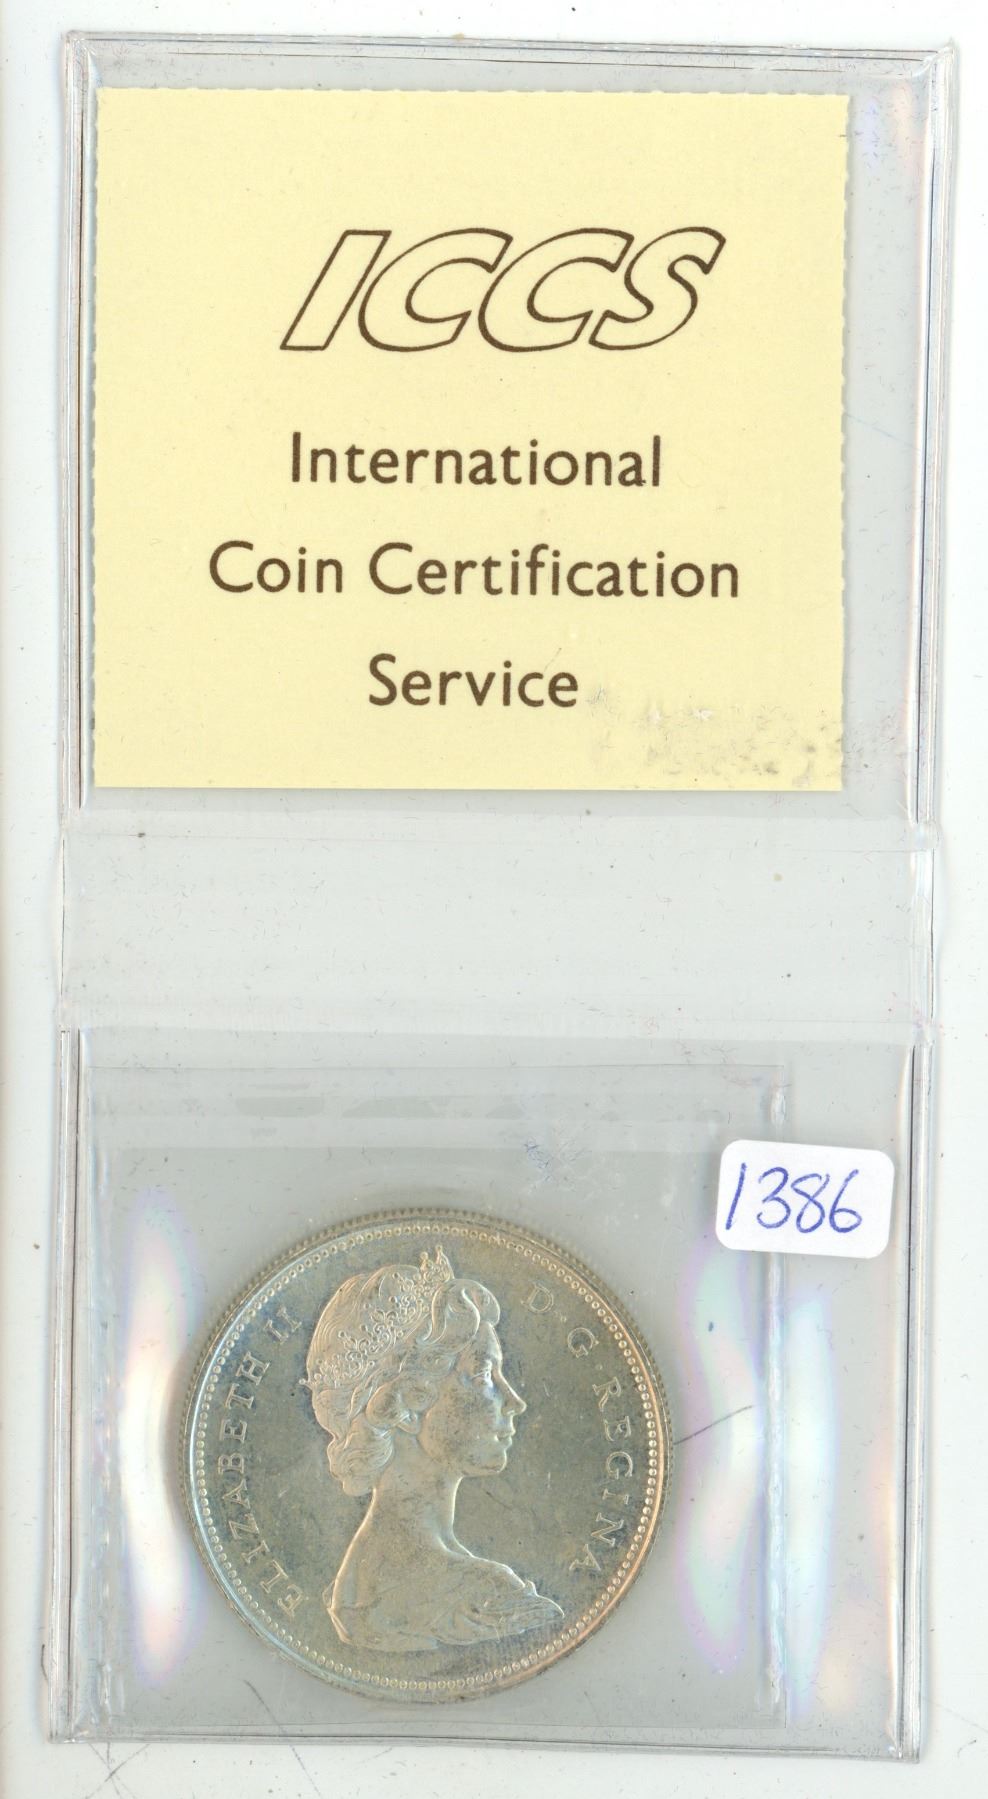 ICCS
International
Coin Certification
Service
1386
ELIZABETH II D·G·REGINA